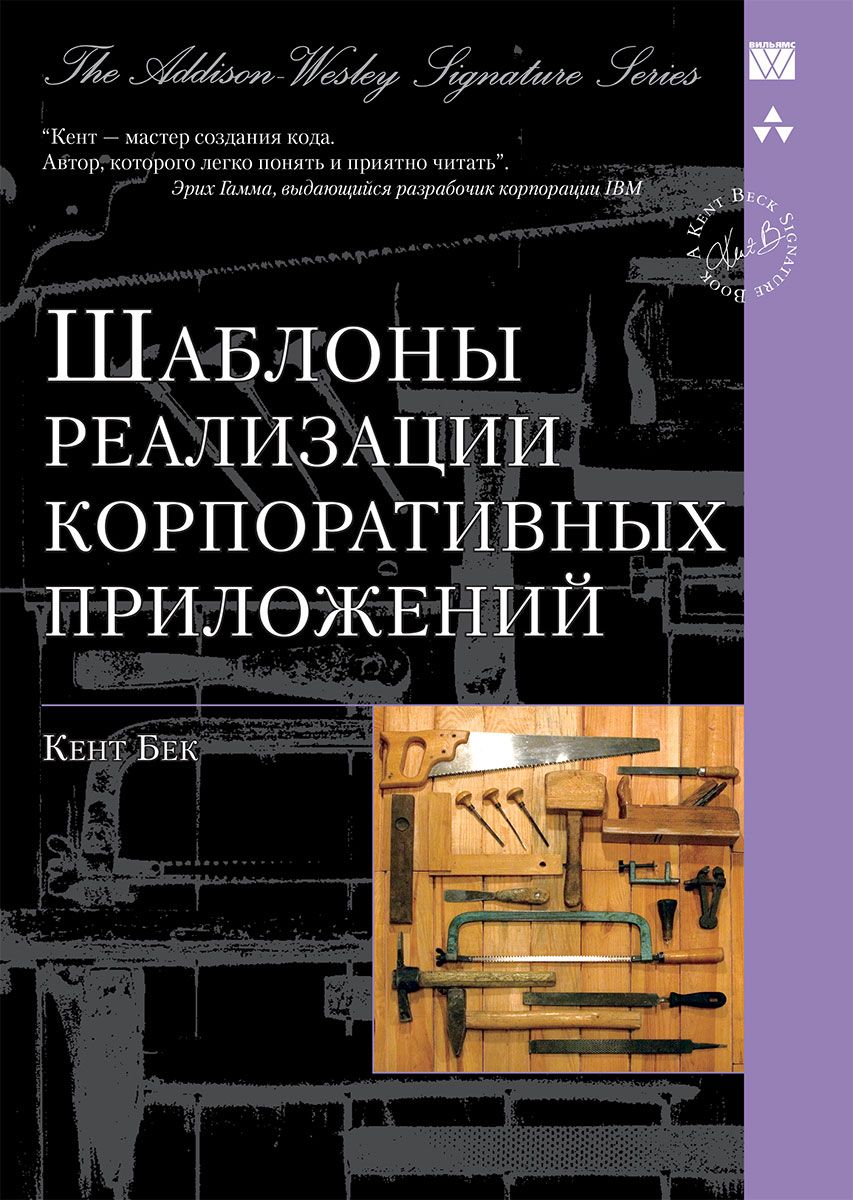 The Addison-Wesley Signature Series
ВИЛЬЯМС
“Кент — мастер создания кода.
Автор, которого легко понять и приятно читать”.
Эрих Гамма, выдающийся разрабочик корпорации IBM
A KENT BECK SIGNATURE BOOK
Kent B
ШАБЛОНЫ
РЕАЛИЗАЦИИ
КОРПОРАТИВНЫХ
ПРИЛОЖЕНИЙ
КЕНТ БЕК